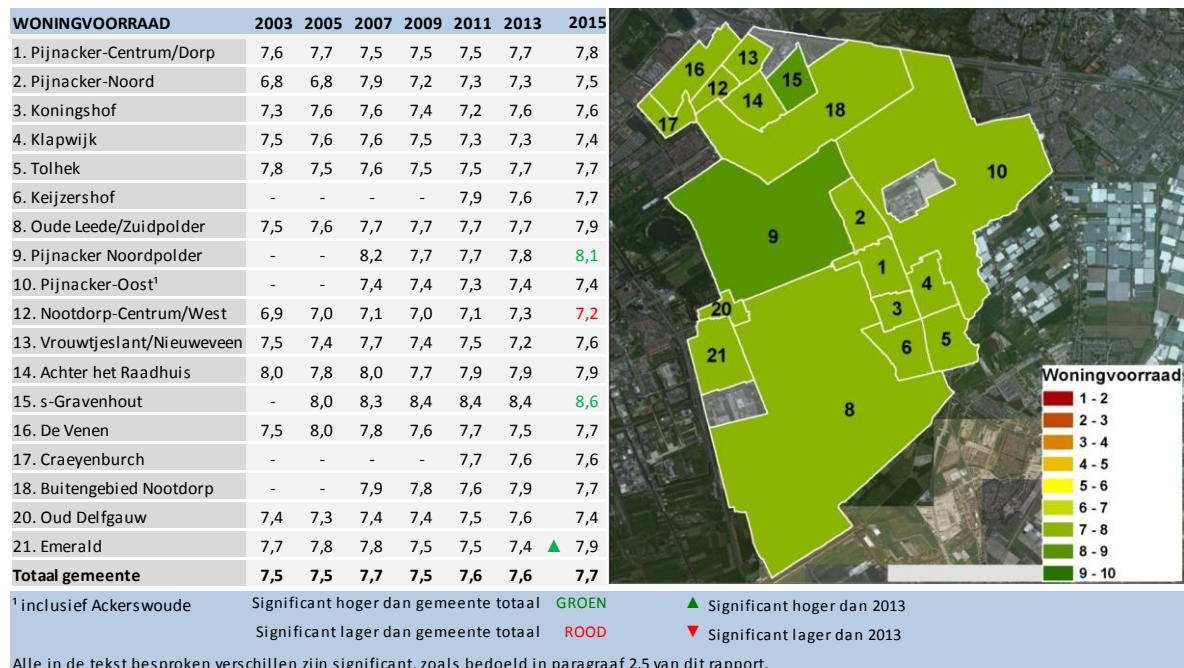 WONINGVOORRAAD 2003 2005 2007 2009 2011 2013 2015
1. Pijnacker-Centrum/Dorp 7,6 7,7 7,5 7,5 7,5 7,7 7,8
2. Pijnacker-Noord 6,8 6,8 7,9 7,2 7,3 7,3 7,5
3. Koningshof 7,3 7,6 7,6 7,4 7,2 7,6 7,6
4. Klapwijk 7,5 7,6 7,6 7,5 7,3 7,3 7,4
5. Tolhek 7,8 7,5 7,6 7,5 7,5 7,7 7,7
6. Keijzershof - - - - 7,9 7,6 7,7
8. Oude Leede/Zuidpolder 7,5 7,6 7,7 7,7 7,7 7,7 7,9
9. Pijnacker Noordpolder - - 8,2 7,7 7,7 7,8 8,1
10. Pijnacker-Oost¹ - - 7,4 7,4 7,3 7,4 7,4
12. Nootdorp-Centrum/West 6,9 7,0 7,1 7,0 7,1 7,3 7,2
13. Vrouwtjeslant/Nieuweveen 7,5 7,4 7,7 7,4 7,5 7,2 7,6
14. Achter het Raadhuis 8,0 7,8 8,0 7,7 7,9 7,9 7,9
15. s-Gravenhout - 8,0 8,3 8,4 8,4 8,4 8,6
16. De Venen 7,5 8,0 7,8 7,6 7,7 7,5 7,7
17. Craeyenburch - - - - 7,7 7,6 7,6
18. Buitengebied Nootdorp - - 7,9 7,8 7,6 7,9 7,7
20. Oud Delfgauw 7,4 7,3 7,4 7,4 7,5 7,6 7,4
21. Emerald 7,7 7,8 7,8 7,5 7,5 7,4 ▲ 7,9
Totaal gemeente 7,5 7,5 7,7 7,5 7,6 7,6 7,7
¹ inclusief Ackerswoude Significant hoger dan gemeente totaal GROEN ▲ Significant hoger dan 2013
Significant lager dan gemeente totaal ROOD ▼ Significant lager dan 2013
Alle in de tekst besproken verschillen zijn significant, zoals bedoeld in paragraaf 2.5 van dit rapport.
16
13
15
12
14
18
17
10
2
9
1
4
20
3
5
6
21
8
Woningvoorraad
1 - 2
2 - 3
3 - 4
4 - 5
5 - 6
6 - 7
7 - 8
8 - 9
9 - 10